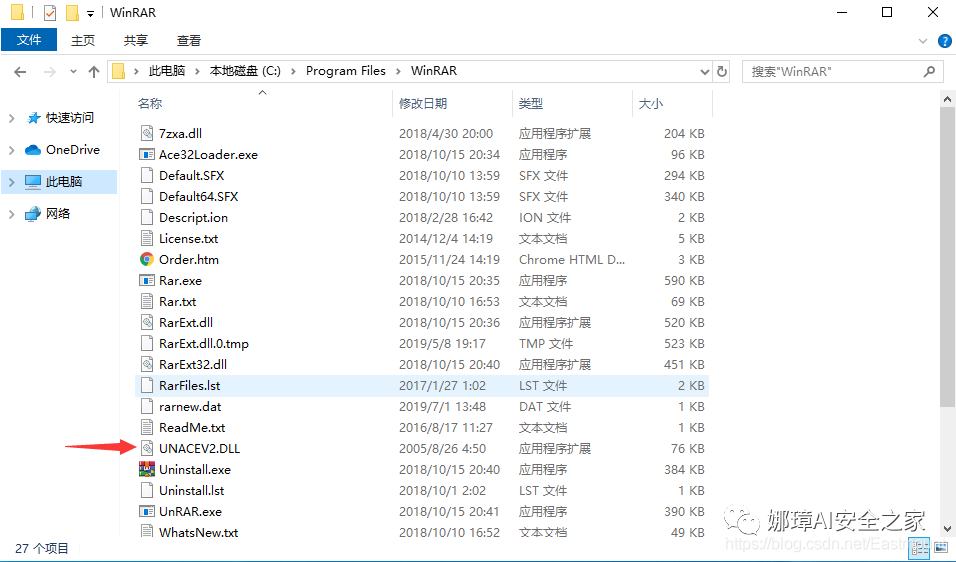 WinRAR
文件 主页 共享 查看
此电脑 本地磁盘 (C:) Program Files WinRAR 搜索"WinRAR"
快速访问
OneDrive
此电脑
网络
名称 修改日期 类型 大小
7zxa.dll 2018/4/30 20:00 应用程序扩展 204 KB
Ace32Loader.exe 2018/10/15 20:34 应用程序 96 KB
Default.SFX 2018/10/10 13:59 SFX 文件 294 KB
Default64.SFX 2018/10/10 13:59 SFX 文件 340 KB
Descript.ion 2018/2/28 16:42 ION 文件 2 KB
License.txt 2014/12/4 14:19 文本文档 5 KB
Order.htm 2015/11/24 14:19 Chrome HTML D... 3 KB
Rar.exe 2018/10/15 20:35 应用程序 590 KB
Rar.txt 2018/10/10 16:53 文本文档 69 KB
RarExt.dll 2018/10/15 20:36 应用程序扩展 520 KB
RarExt.dll.0.tmp 2019/5/8 19:17 TMP 文件 523 KB
RarExt32.dll 2018/10/15 20:40 应用程序扩展 451 KB
RarFiles.lst 2017/1/27 1:02 LST 文件 2 KB
rarnew.dat 2019/7/1 13:48 DAT 文件 1 KB
ReadMe.txt 2016/8/17 11:27 文本文档 1 KB
UNACEV2.DLL 2005/8/26 4:50 应用程序扩展 76 KB
Uninstall.exe 2018/10/15 20:40 应用程序 384 KB
Uninstall.lst 2018/10/1 2:02 LST 文件 1 KB
UnRAR.exe 2018/10/15 20:41 应用程序 390 KB
WhatsNew.txt 2018/10/10 16:52 文本文档 49 KB
娜璋AI安全之家
27 个项目